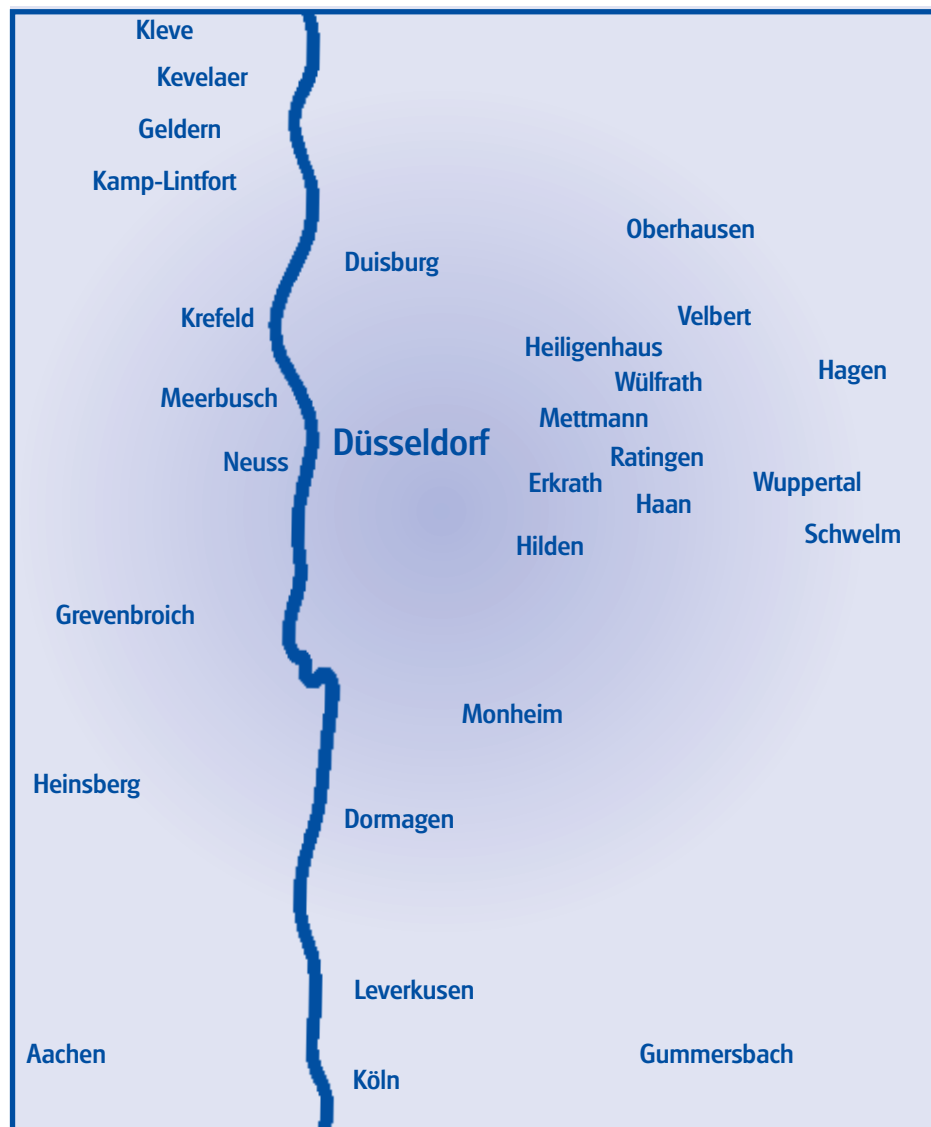 Kleve
Kevelaer
Geldern
Kamp-Lintfort
Oberhausen
Duisburg
Krefeld
Velbert
Heiligenhaus
Hagen
Wülfrath
Meerbusch
Mettmann
Düsseldorf
Ratingen
Neuss
Erkrath
Wuppertal
Haan
Schwelm
Hilden
Grevenbroich
Monheim
Heinsberg
Dormagen
Leverkusen
Aachen
Gummersbach
Köln